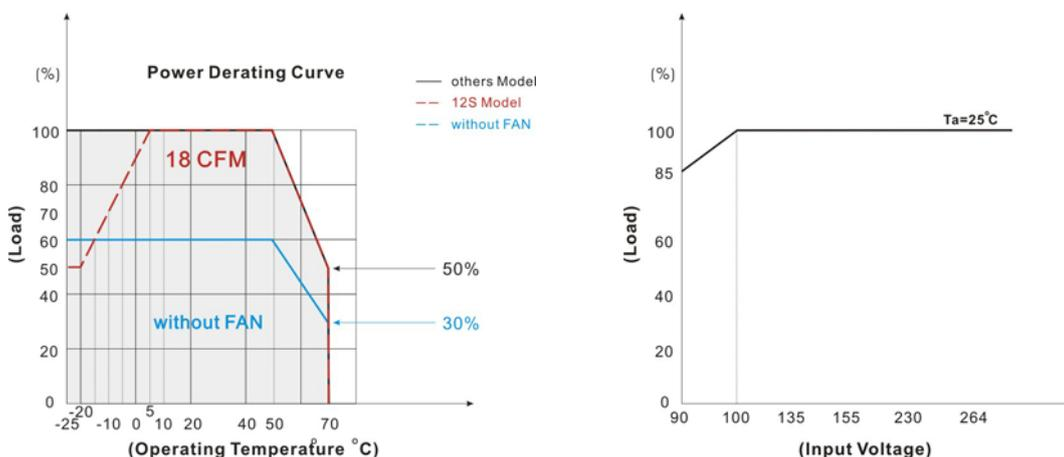 (%)
Power Derating Curve
others Model
12S Model
without FAN
100
18 CFM
80
70
60
50
50%
40
without FAN
30%
20
0
-25
-20
-10
0
5
10
20
40
50
70
(Load)
(Operating Temperature °C)
(%)
Ta=25°C
100
85
60
40
20
0
90 100 135 155 230 264
(Load)
(Input Voltage)